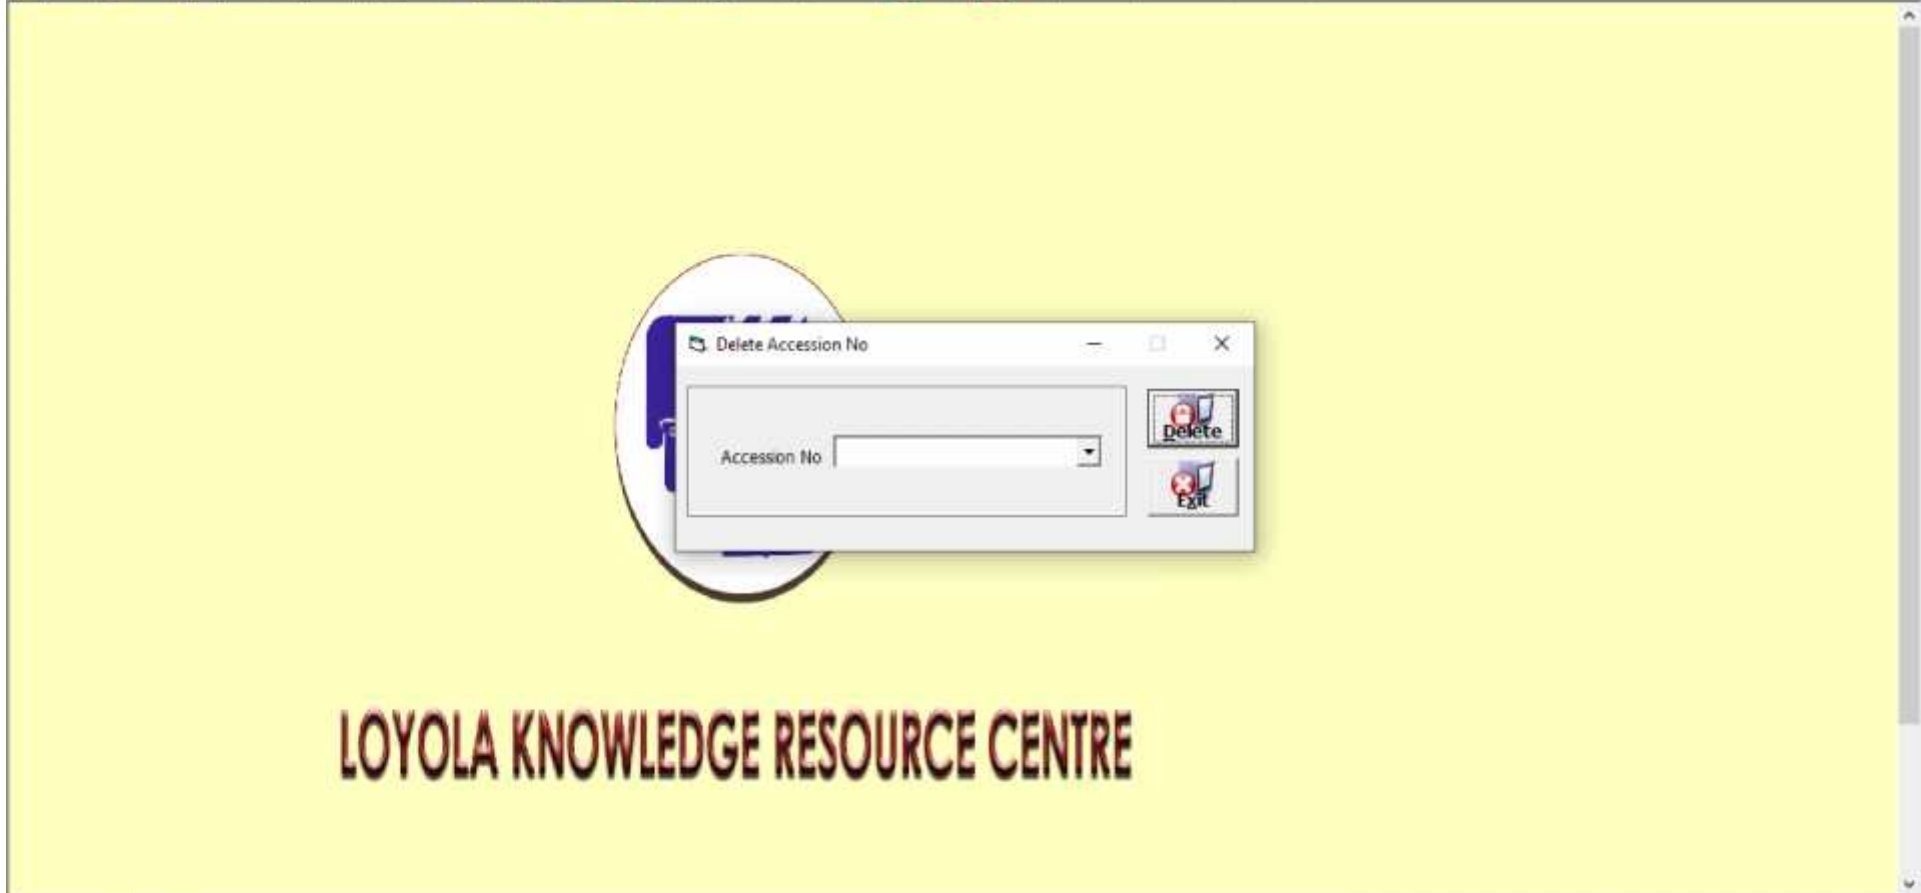 Delete Accession No
Delete
Accession No
Exit
LOYOLA KNOWLEDGE RESOURCE CENTRE